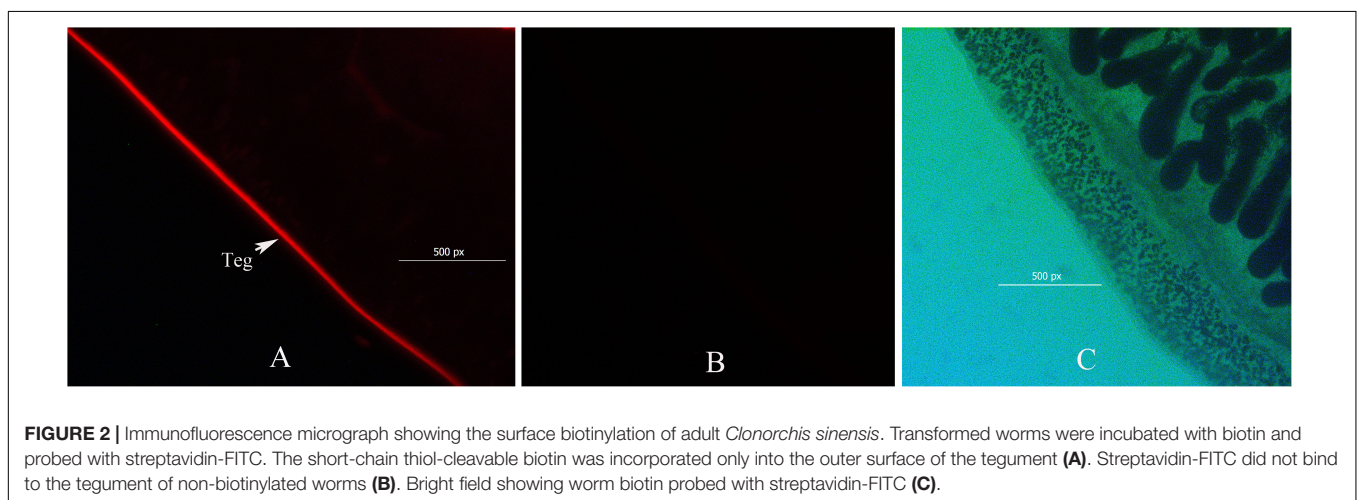 Teg
500 px
A
B
500 px
C
FIGURE 2 | Immunofluorescence micrograph showing the surface biotinylation of adult Clonorchis sinensis. Transformed worms were incubated with biotin and
probed with streptavidin-FITC. The short-chain thiol-cleavable biotin was incorporated only into the outer surface of the tegument (A). Streptavidin-FITC did not bind
to the tegument of non-biotinylated worms (B). Bright field showing worm biotin probed with streptavidin-FITC (C).